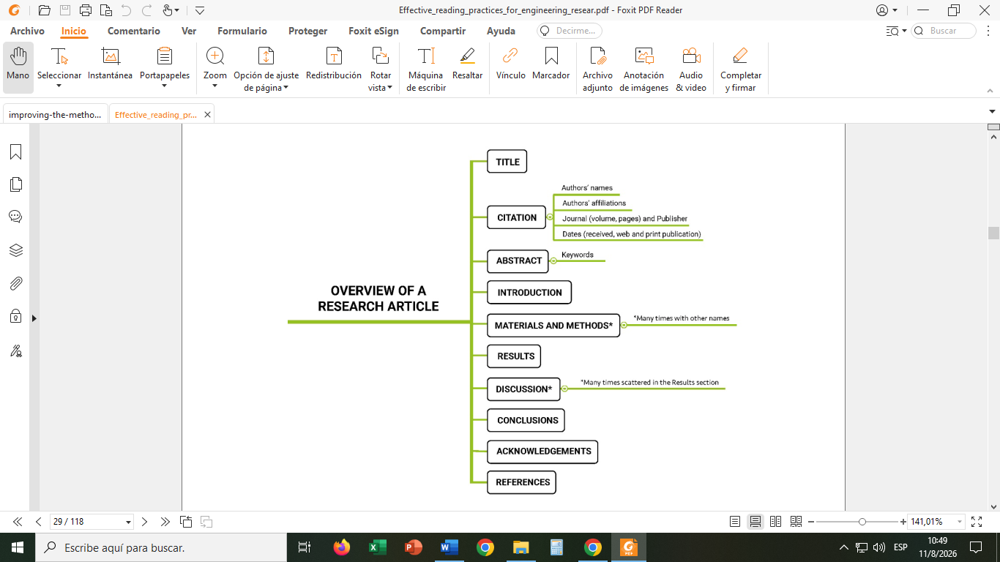 Effective_reading_practices_for_engineering_resear.pdf - Foxit PDF Reader
Archivo Inicio Comentario Ver Formulario Proteger Foxit eSign Compartir Ayuda Decirme... Buscar
Mano Seleccionar Instantánea Portapapeles Zoom Opción de ajuste de página Redistribución Rotar vista Máquina de escribir Resaltar Vínculo Marcador Archivo adjunto Anotación de imágenes Audio & video Completar y firmar
improving-the-metho... Effective_reading_pr...
TITLE
Authors' names
Authors' affiliations
CITATION
Journal (volume, pages) and Publisher
Dates (received, web and print publication)
ABSTRACT
Keywords
OVERVIEW OF A
RESEARCH ARTICLE
INTRODUCTION
MATERIALS AND METHODS*
*Many times with other names
RESULTS
DISCUSSION*
*Many times scattered in the Results section
CONCLUSIONS
ACKNOWLEDGEMENTS
REFERENCES
29 / 118
141,01%
Escribe aquí para buscar.
ESP
10:49
11/8/2026